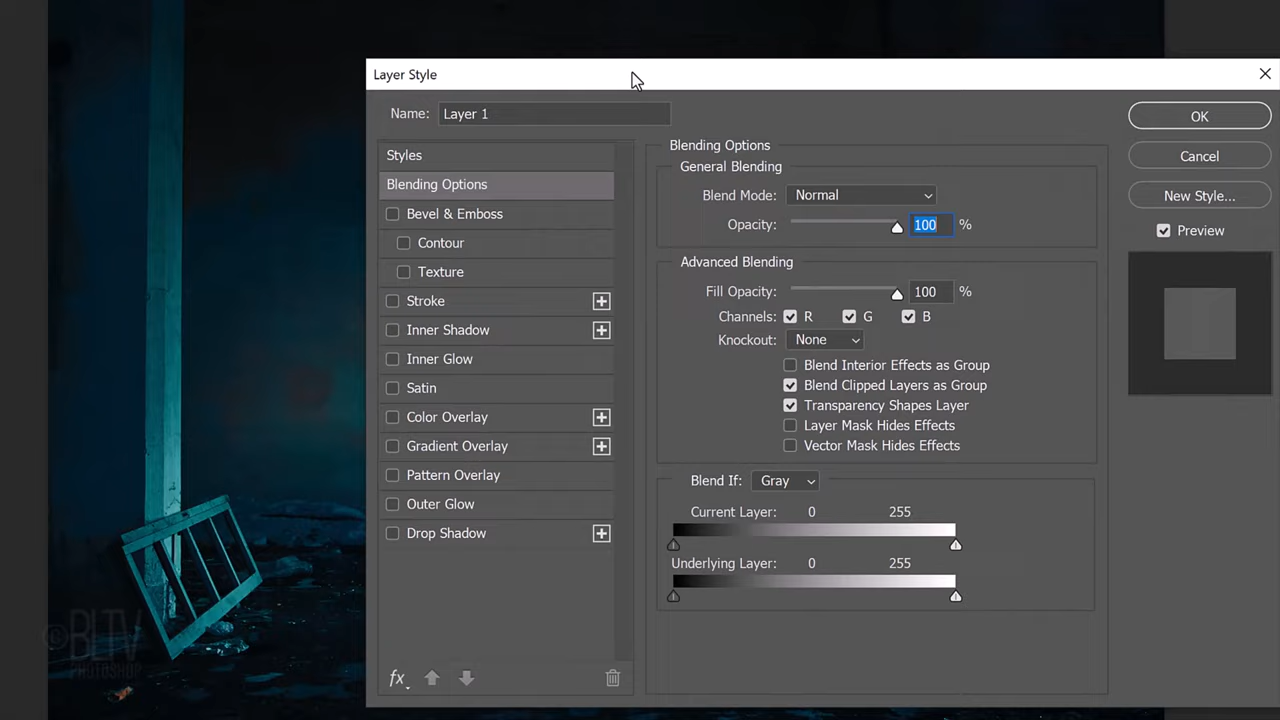 Layer Style
Name: Layer 1
Styles
Blending Options
Bevel & Emboss
Contour
Texture
Stroke
Inner Shadow
Inner Glow
Satin
Color Overlay
Gradient Overlay
Pattern Overlay
Outer Glow
Drop Shadow
fx
Blending Options
General Blending
Blend Mode: Normal
Opacity: 100 %
Advanced Blending
Fill Opacity: 100 %
Channels: R G B
Knockout: None
Blend Interior Effects as Group
Blend Clipped Layers as Group
Transparency Shapes Layer
Layer Mask Hides Effects
Vector Mask Hides Effects
Blend If: Gray
Current Layer: 0 255
Underlying Layer: 0 255
OK
Cancel
New Style...
Preview
©BLTV
PHOTOSHOP